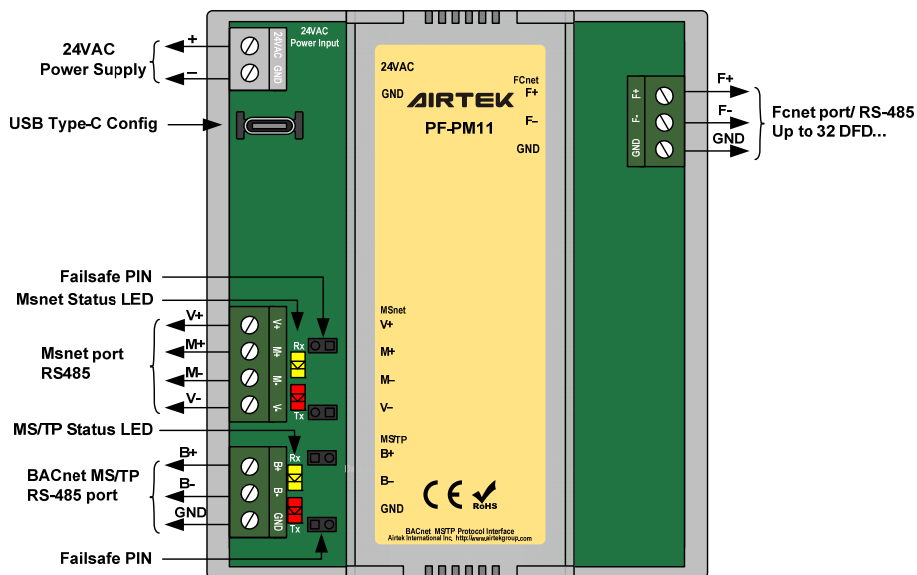 24VAC
Power Supply
+
−
24VAC
GND
24VAC
Power Input
USB Type-C Config
Failsafe PIN
Msnet Status LED
V+
M+
M-
V-
Msnet port
RS485
V+
M+
M-
V-
Rx
Tx
MS/TP Status LED
B+
B-
GND
BACnet MS/TP
RS-485 port
B+
B-
GND
Rx
Tx
Failsafe PIN
24VAC
GND
AIRTEK
PF-PM11
FCnet
F+
F−
GND
MSnet
V+
M+
M−
V−
MS/TP
B+
B−
GND
CE
RoHS
BACnet MS/TP Protocol Interface
Airtek International Inc. http://www.airtekgroup.com
F+
F-
GND
F+
F-
GND
Fcnet port/ RS-485
Up to 32 DFD...